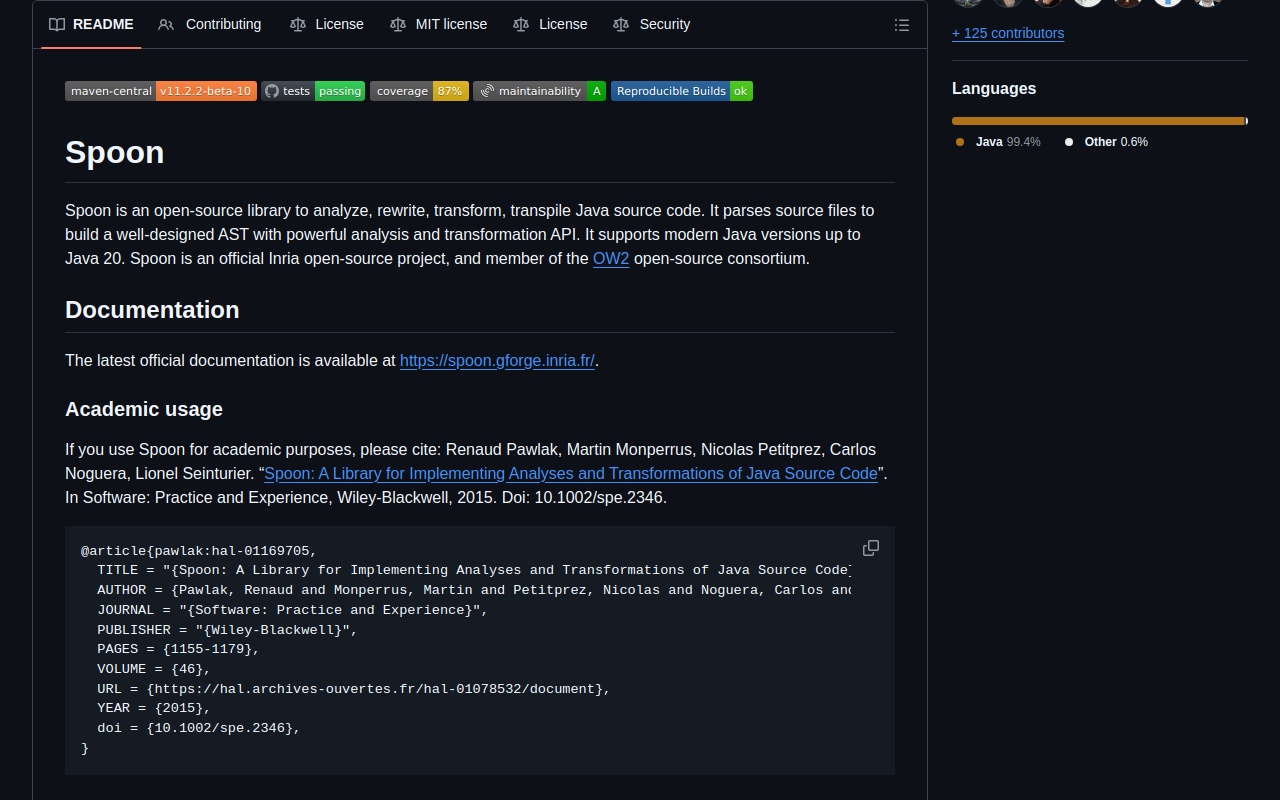 README Contributing License MIT license License Security
+ 125 contributors
maven-central v11.2.2-beta-10 tests passing coverage 87% maintainability A Reproducible Builds ok
Languages
Java 99.4% Other 0.6%
Spoon
Spoon is an open-source library to analyze, rewrite, transform, transpile Java source code. It parses source files to
build a well-designed AST with powerful analysis and transformation API. It supports modern Java versions up to
Java 20. Spoon is an official Inria open-source project, and member of the OW2 open-source consortium.
Documentation
The latest official documentation is available at https://spoon.gforge.inria.fr/.
Academic usage
If you use Spoon for academic purposes, please cite: Renaud Pawlak, Martin Monperrus, Nicolas Petitprez, Carlos
Noguera, Lionel Seinturier. “Spoon: A Library for Implementing Analyses and Transformations of Java Source Code”.
In Software: Practice and Experience, Wiley-Blackwell, 2015. Doi: 10.1002/spe.2346.
@article{pawlak:hal-01169705,
  TITLE = "{Spoon: A Library for Implementing Analyses and Transformations of Java Source Code}
  AUTHOR = {Pawlak, Renaud and Monperrus, Martin and Petitprez, Nicolas and Noguera, Carlos and
  JOURNAL = "{Software: Practice and Experience}",
  PUBLISHER = "{Wiley-Blackwell}",
  PAGES = {1155-1179},
  VOLUME = {46},
  URL = {https://hal.archives-ouvertes.fr/hal-01078532/document},
  YEAR = {2015},
  doi = {10.1002/spe.2346},
}